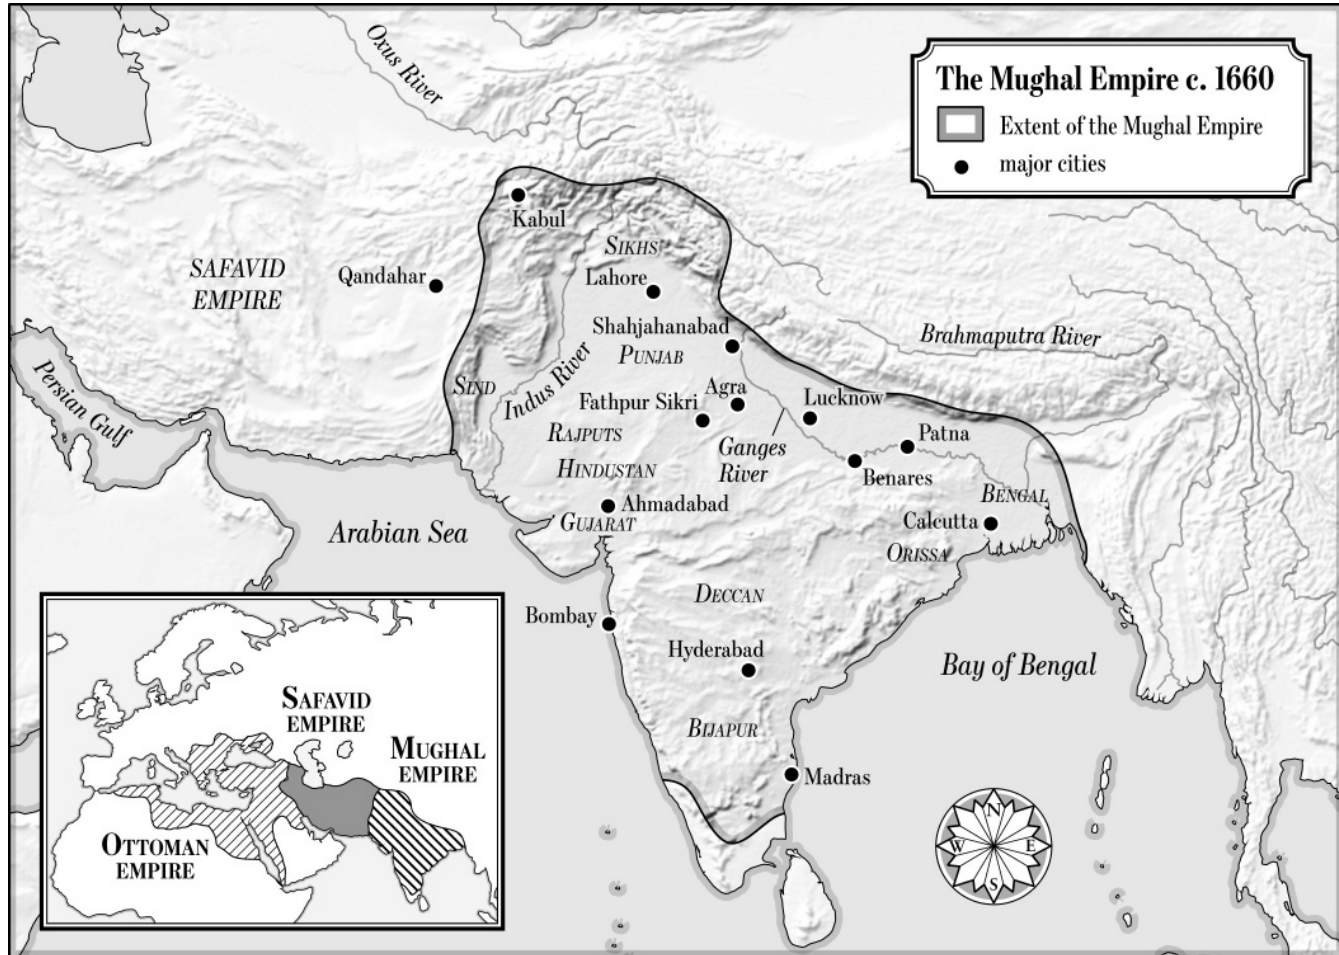 Oxus River
The Mughal Empire c. 1660
Extent of the Mughal Empire
major cities
Kabul
SIKHS
SAFAVID
EMPIRE
Qandahar
Lahore
Shahjahanabad
PUNJAB
Brahmaputra River
Persian Gulf
SIND
Indus River
Agra
Fathpur Sikri
Lucknow
RAJPUTS
Ganges
River
Patna
HINDUSTAN
Benares
BENGAL
Ahmadabad
GUJARAT
Calcutta
Arabian Sea
ORISSA
DECCAN
Bombay
Hyderabad
Bay of Bengal
BIJAPUR
Madras
SAFAVID
EMPIRE
MUGHAL
EMPIRE
OTTOMAN
EMPIRE
N
W
E
S